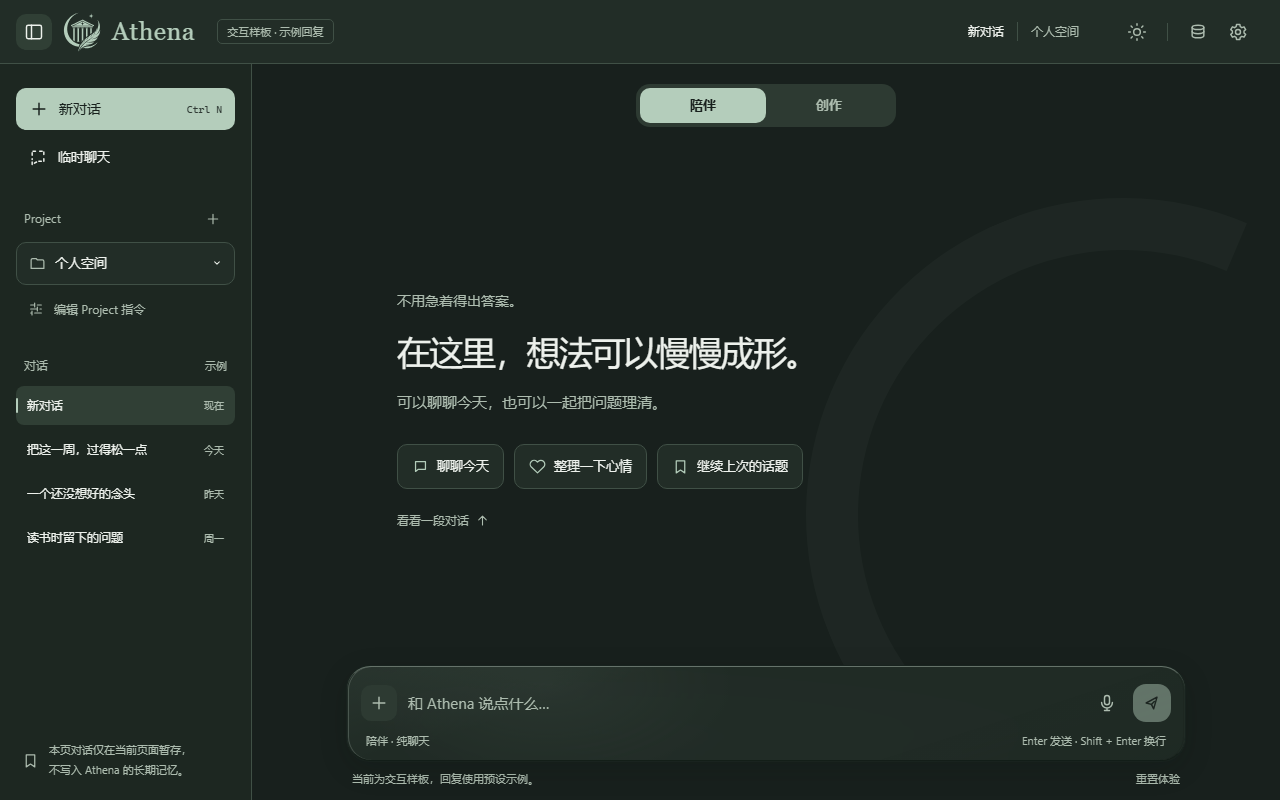 Athena
交互样板 · 示例回复
新对话
个人空间
新对话
Ctrl N
临时聊天
Project
个人空间
编辑 Project 指令
对话
示例
新对话
现在
把这一周，过得松一点
今天
一个还没想好的念头
昨天
读书时留下的问题
周一
本页对话仅在当前页面暂存，
不写入 Athena 的长期记忆。
陪伴
创作
不用急着得出答案。
在这里，想法可以慢慢成形。
可以聊聊今天，也可以一起把问题理清。
聊聊今天
整理一下心情
继续上次的话题
看看一段对话
和 Athena 说点什么...
陪伴 · 纯聊天
Enter 发送 · Shift + Enter 换行
当前为交互样板，回复使用预设示例。
重置体验